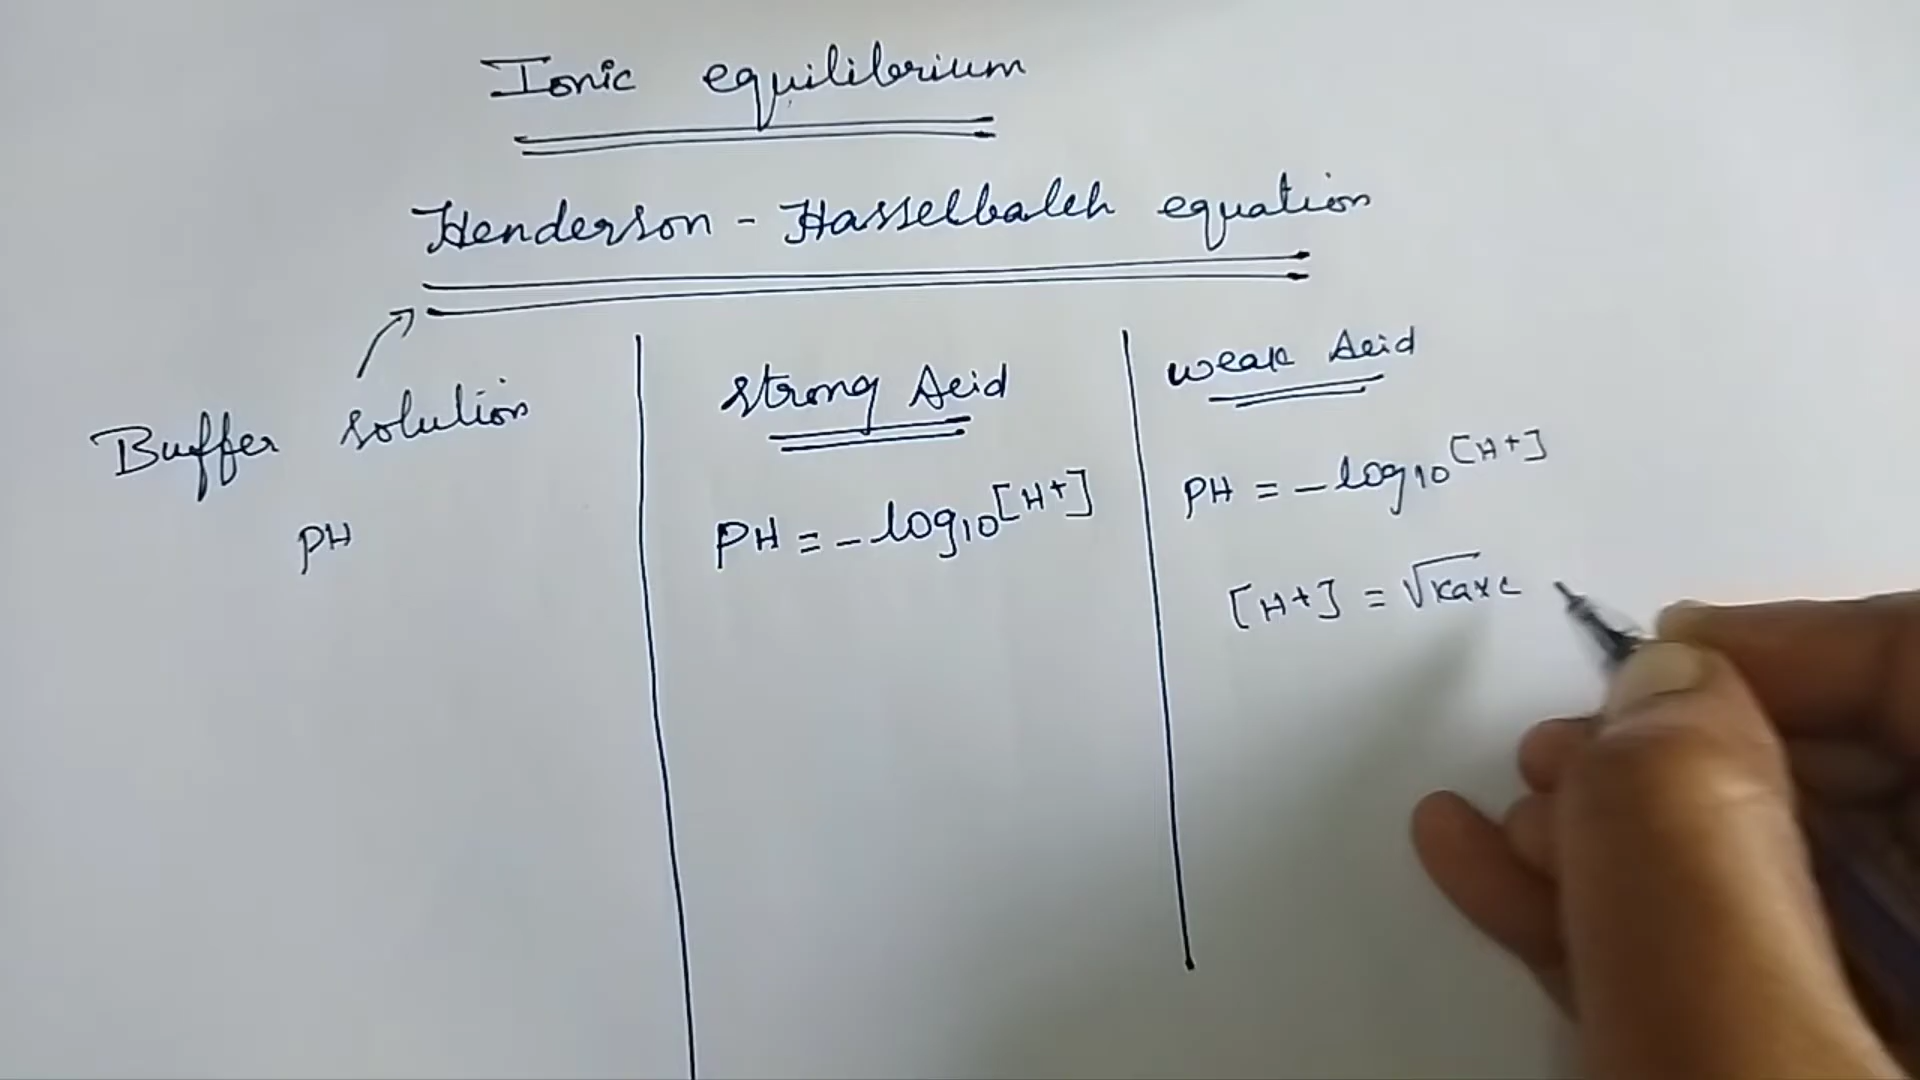 Ionic equilibrium
Henderson - Hasselbalch equation
Buffer solution
PH
Strong Acid
PH = -log10[H+]
weak Acid
PH = -log10[H+]
[H+] = √Ka×c